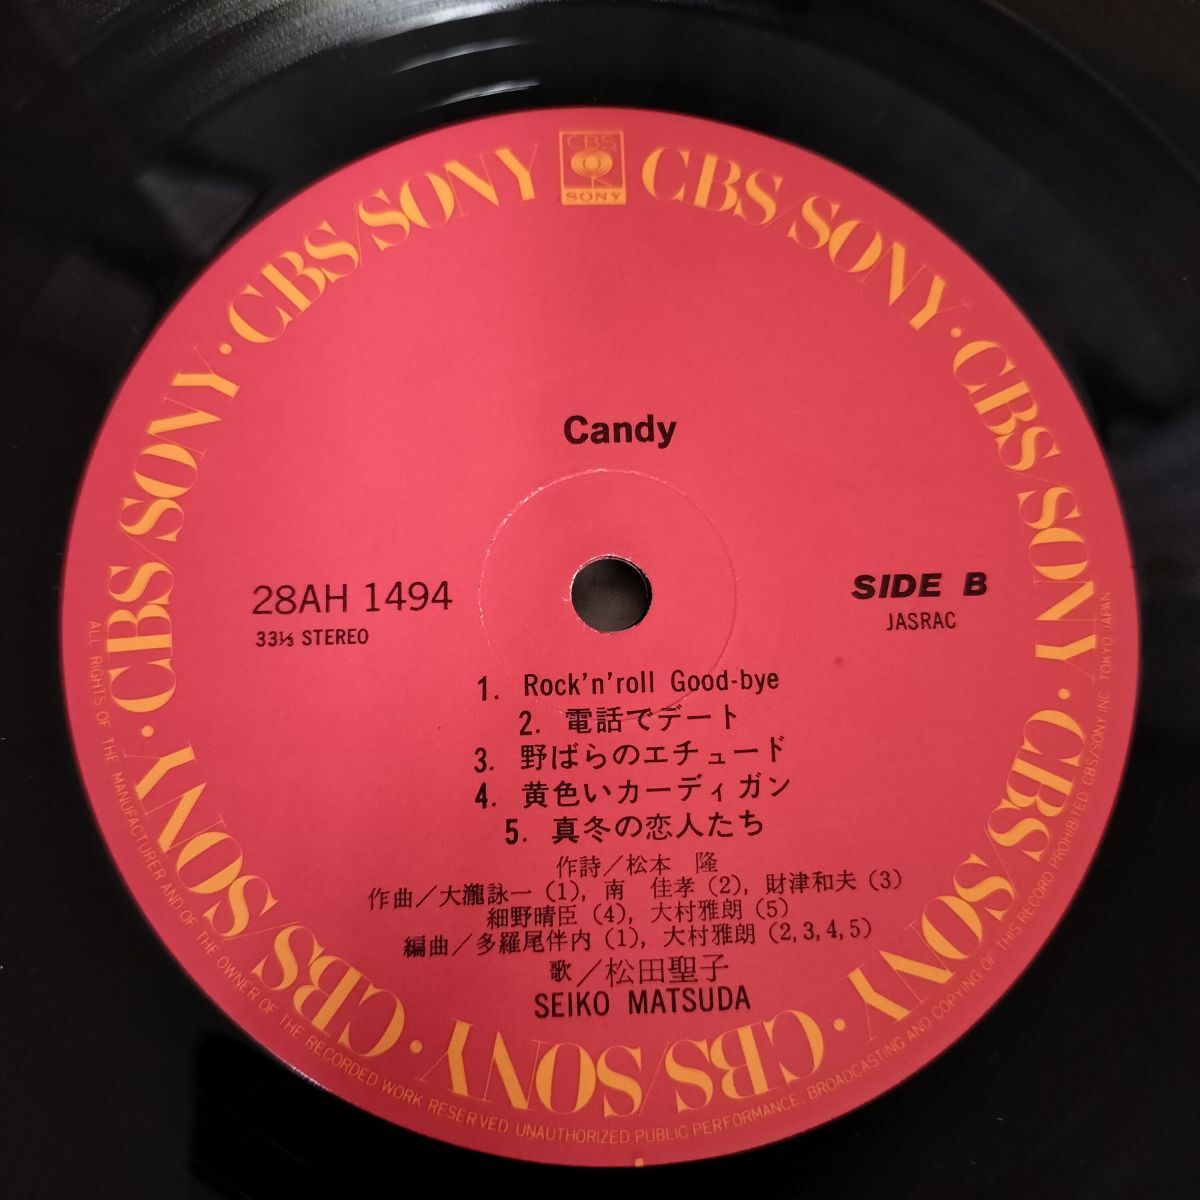 CBS
SONY
CBS/SONY · CBS/SONY · CBS/SONY · CBS/SONY · CBS/SONY · CBS/SONY · CBS/SONY · CBS/SONY
Candy
28AH 1494
33⅓ STEREO
SIDE B
JASRAC
1. Rock'n'roll Good-bye
2. 電話でデート
3. 野ばらのエチュード
4. 黄色いカーディガン
5. 真冬の恋人たち
作詩／松本 隆
作曲／大瀧詠一(1), 南 佳孝(2), 財津和夫(3)
細野晴臣(4), 大村雅朗(5)
編曲／多羅尾伴内(1), 大村雅朗(2,3,4,5)
歌／松田聖子
SEIKO MATSUDA
ALL RIGHTS OF THE MANUFACTURER AND OF THE OWNER OF THE RECORDED WORK RESERVED. UNAUTHORIZED PUBLIC PERFORMANCE. BROADCASTING AND COPYING OF THIS RECORD PROHIBITED CBS/SONY INC TOKYO JAPAN